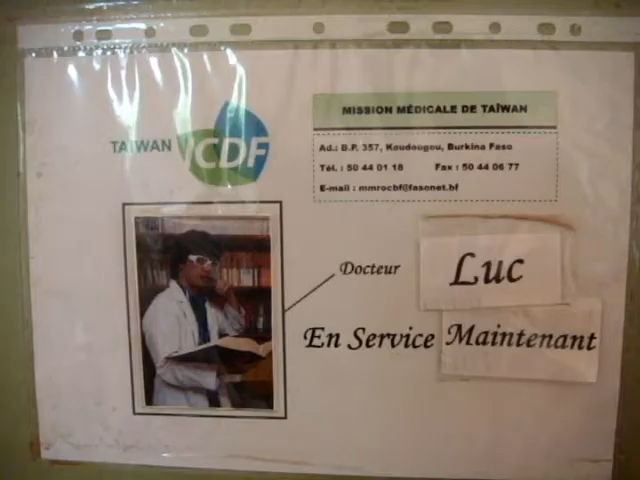 TAIWAN ICDF
MISSION MÉDICALE DE TAÏWAN
Ad.: B.P. 357, Koudougou, Burkina Faso
Tél. : 50 44 01 18 Fax : 50 44 06 77
E-mail : mmrocbf@fasonet.bf
Docteur Luc
En Service Maintenant